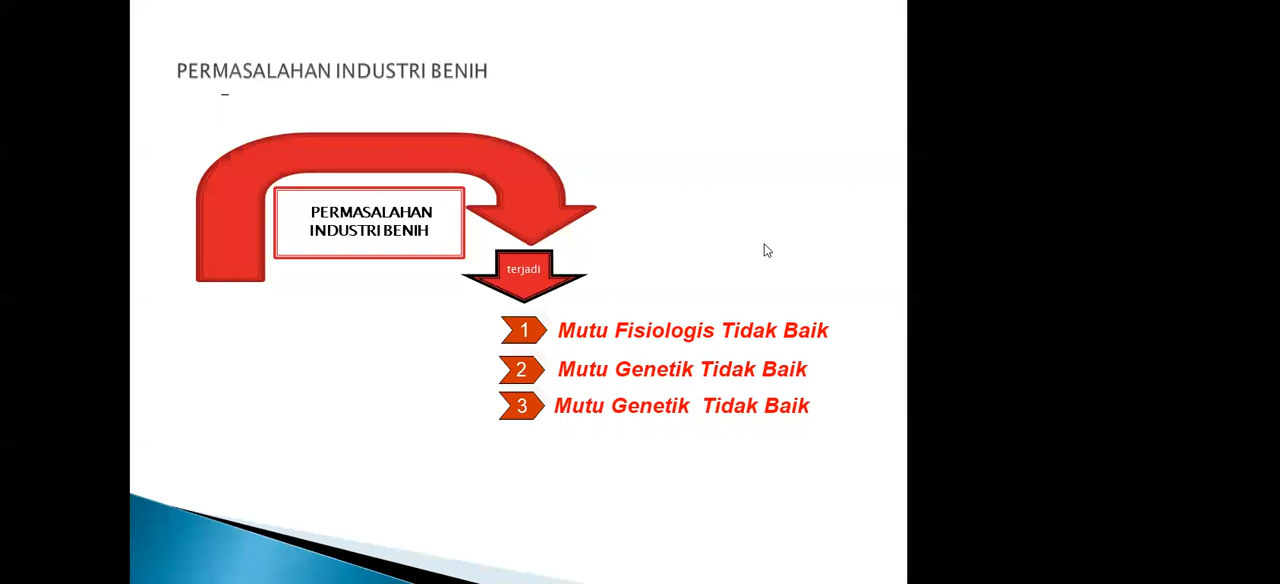 PERMASALAHAN INDUSTRI BENIH
–
PERMASALAHAN
INDUSTRI BENIH
terjadi
1 Mutu Fisiologis Tidak Baik
2 Mutu Genetik Tidak Baik
3 Mutu Genetik Tidak Baik